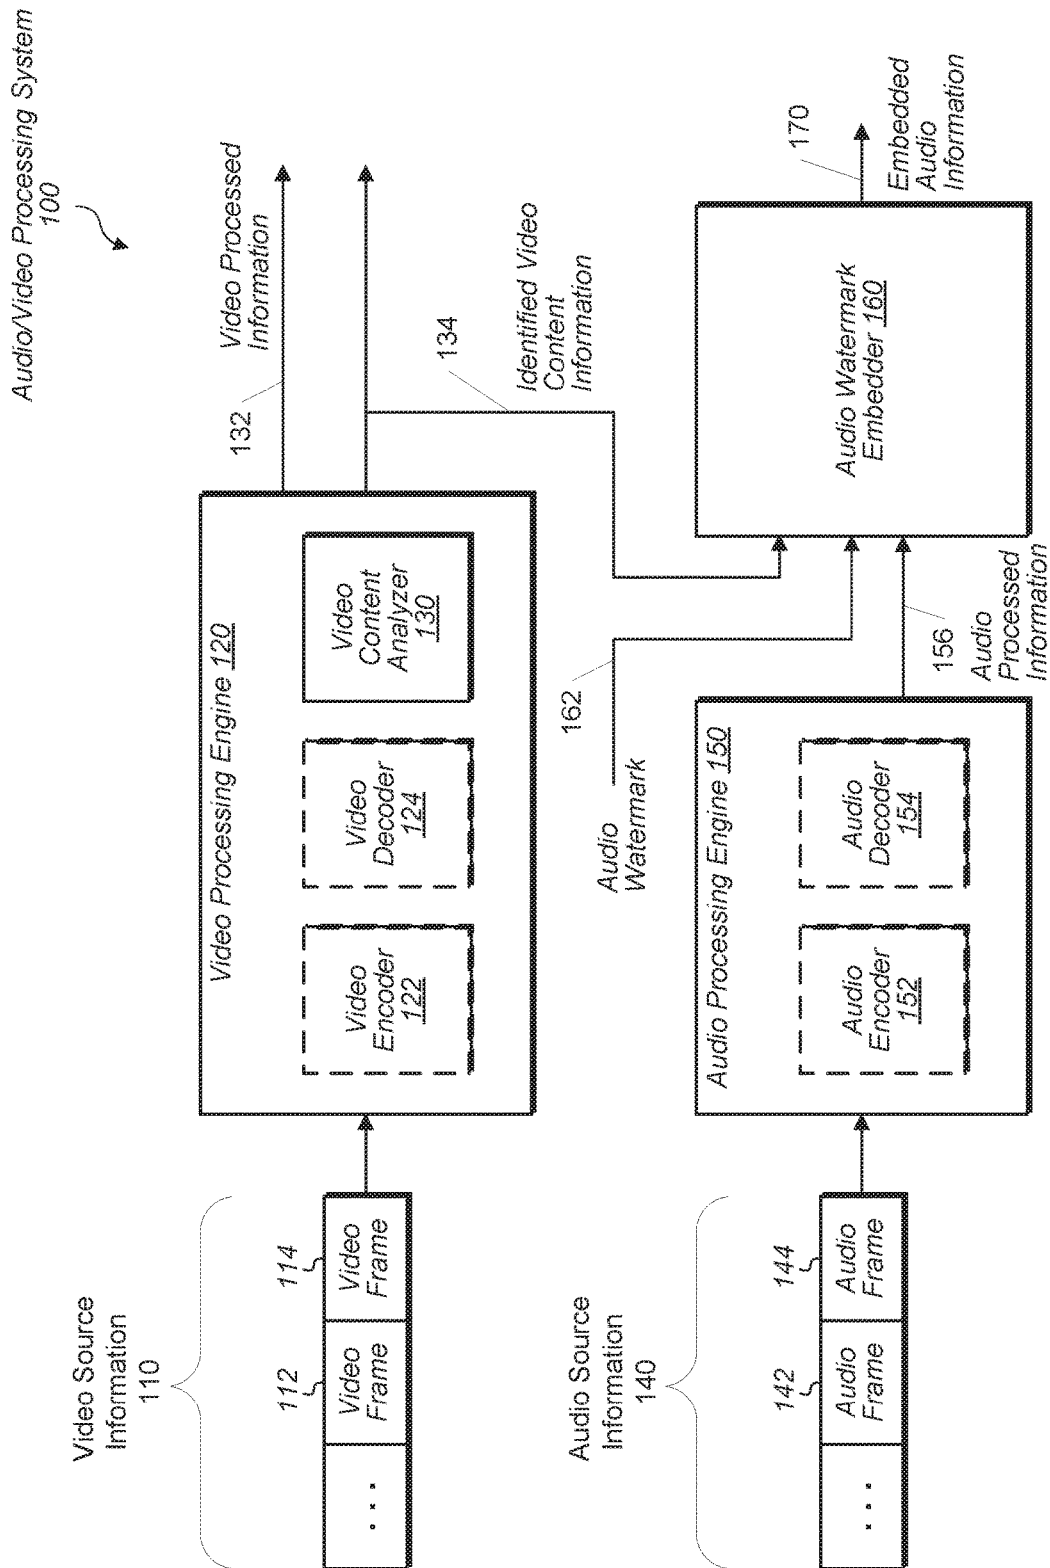 Audio/Video Processing System
100
Video Source
Information
110
112
114
Video
Frame
Video
Frame
. . .
Video Processing Engine 120
Video
Encoder
122
Video
Decoder
124
Video
Content
Analyzer
130
132
Video Processed
Information
134
Identified Video
Content
Information
Audio
Watermark
162
Audio Source
Information
140
142
144
Audio
Frame
Audio
Frame
. . .
Audio Processing Engine 150
Audio
Encoder
152
Audio
Decoder
154
156
Audio
Processed
Information
Audio Watermark
Embedder 160
170
Embedded
Audio
Information